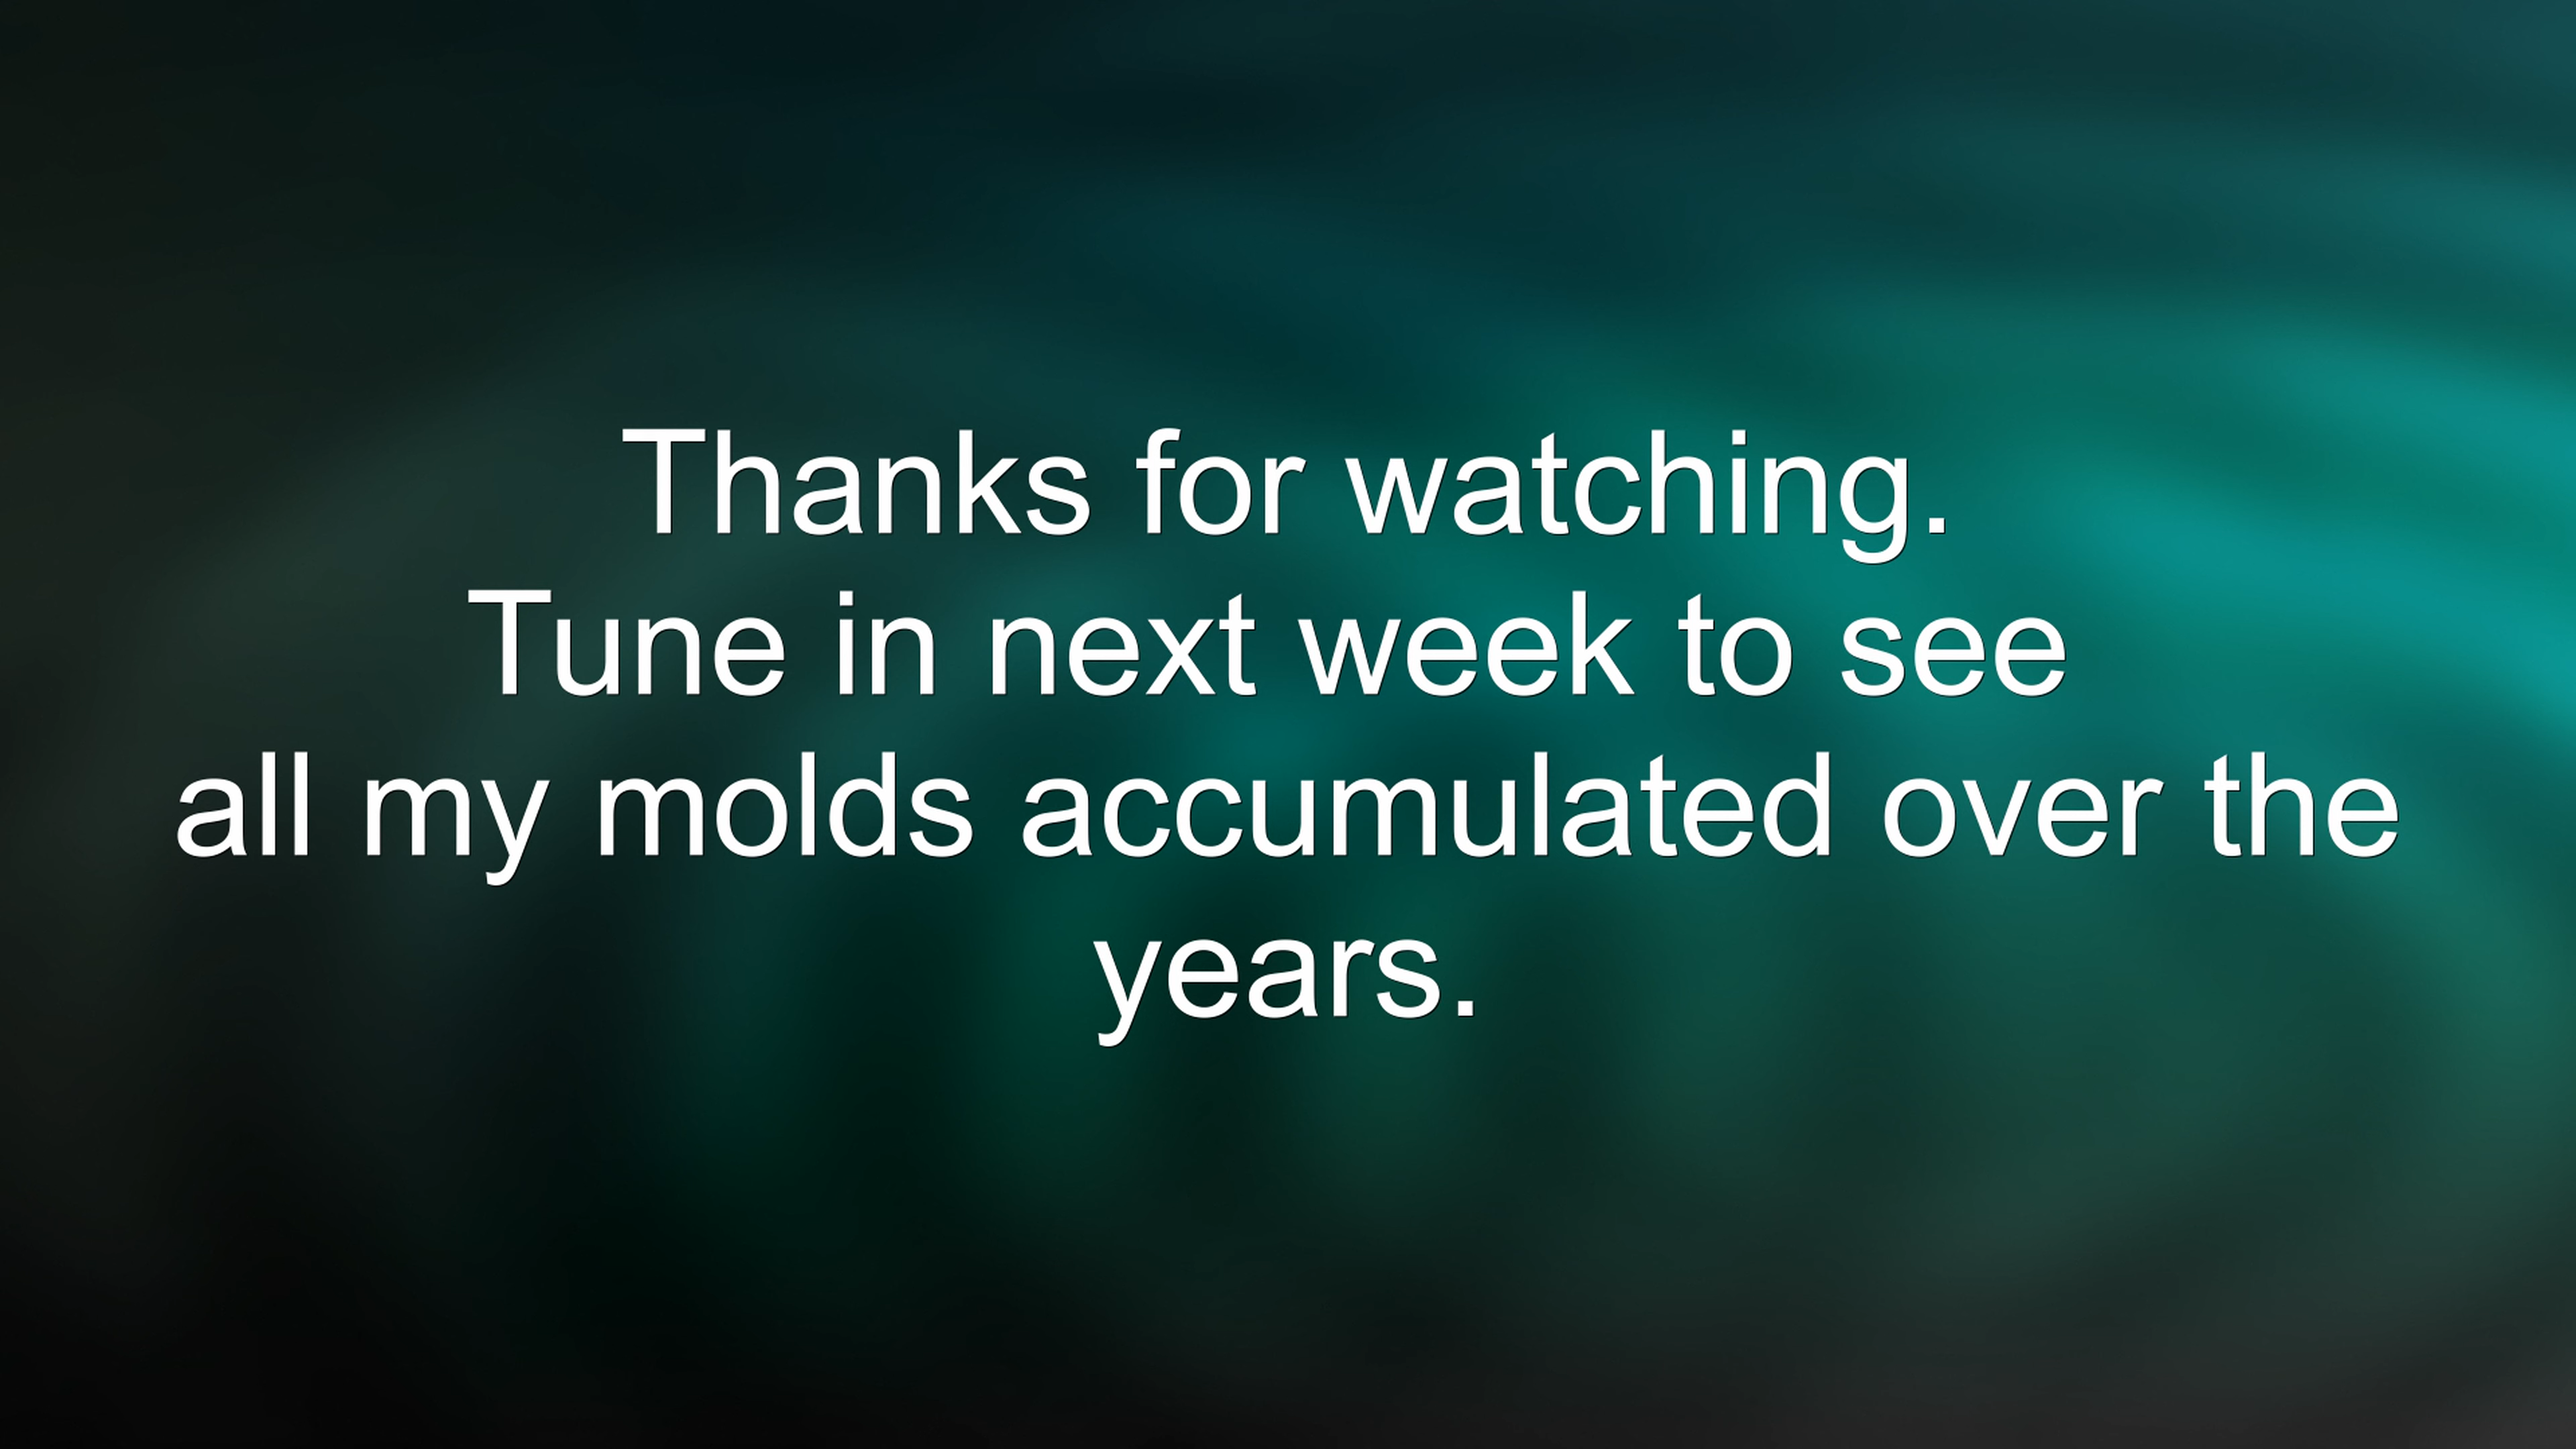 Thanks for watching.
Tune in next week to see
all my molds accumulated over the
years.